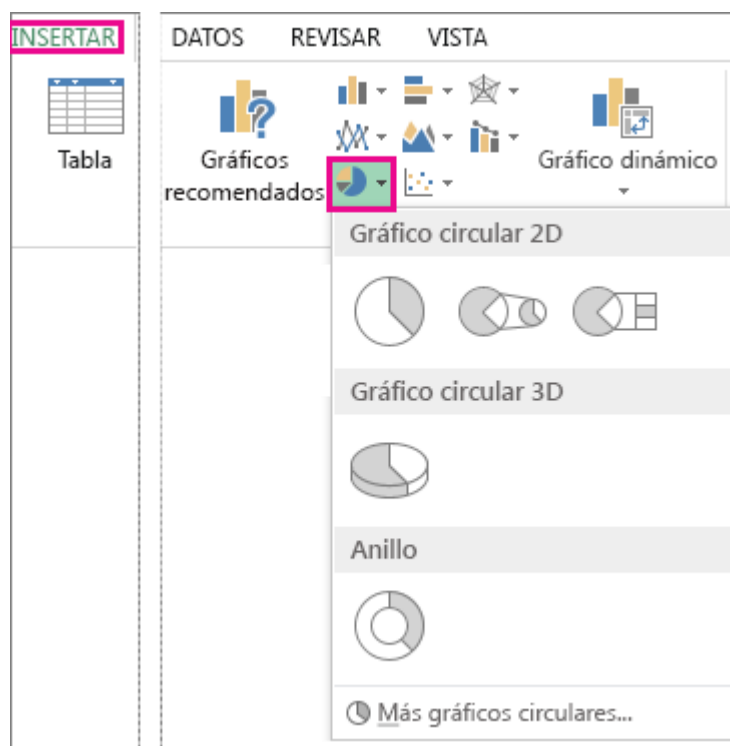 INSERTAR
DATOS REVISAR VISTA
Tabla
Gráficos
recomendados
Gráfico dinámico
Gráfico circular 2D
Gráfico circular 3D
Anillo
Más gráficos circulares...